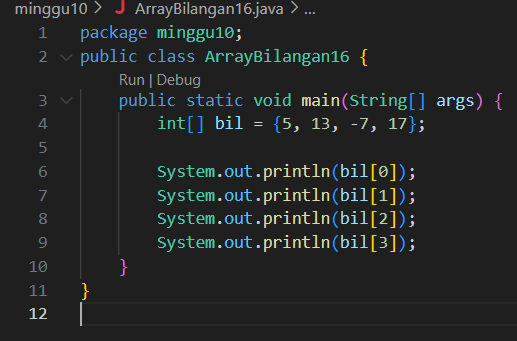 minggu10 > J ArrayBilangan16.java > ...
1 package minggu10;
2 public class ArrayBilangan16 {
Run | Debug
3 public static void main(String[] args) {
4 int[] bil = {5, 13, -7, 17};
5
6 System.out.println(bil[0]);
7 System.out.println(bil[1]);
8 System.out.println(bil[2]);
9 System.out.println(bil[3]);
10 }
11 }
12